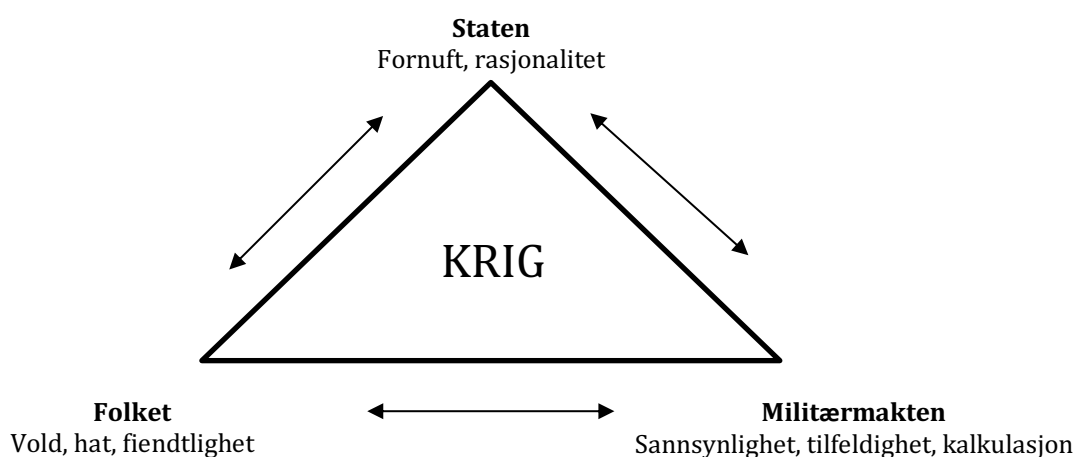 Staten
Fornuft, rasjonalitet
KRIG
Folket
Vold, hat, fiendtlighet
Militærmakten
Sannsynlighet, tilfeldighet, kalkulasjon